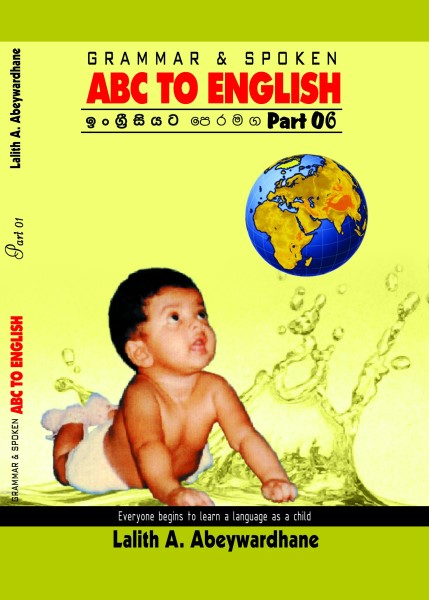 GRAMMAR & SPOKEN
ABC TO ENGLISH
ඉංග්‍රීසියට පෙරමග Part 06
Everyone begins to learn a language as a child
Lalith A. Abeywardhane
GRAMMAR & SPOKEN ABC TO ENGLISH Part 01 Lalith A. Abeywardhane